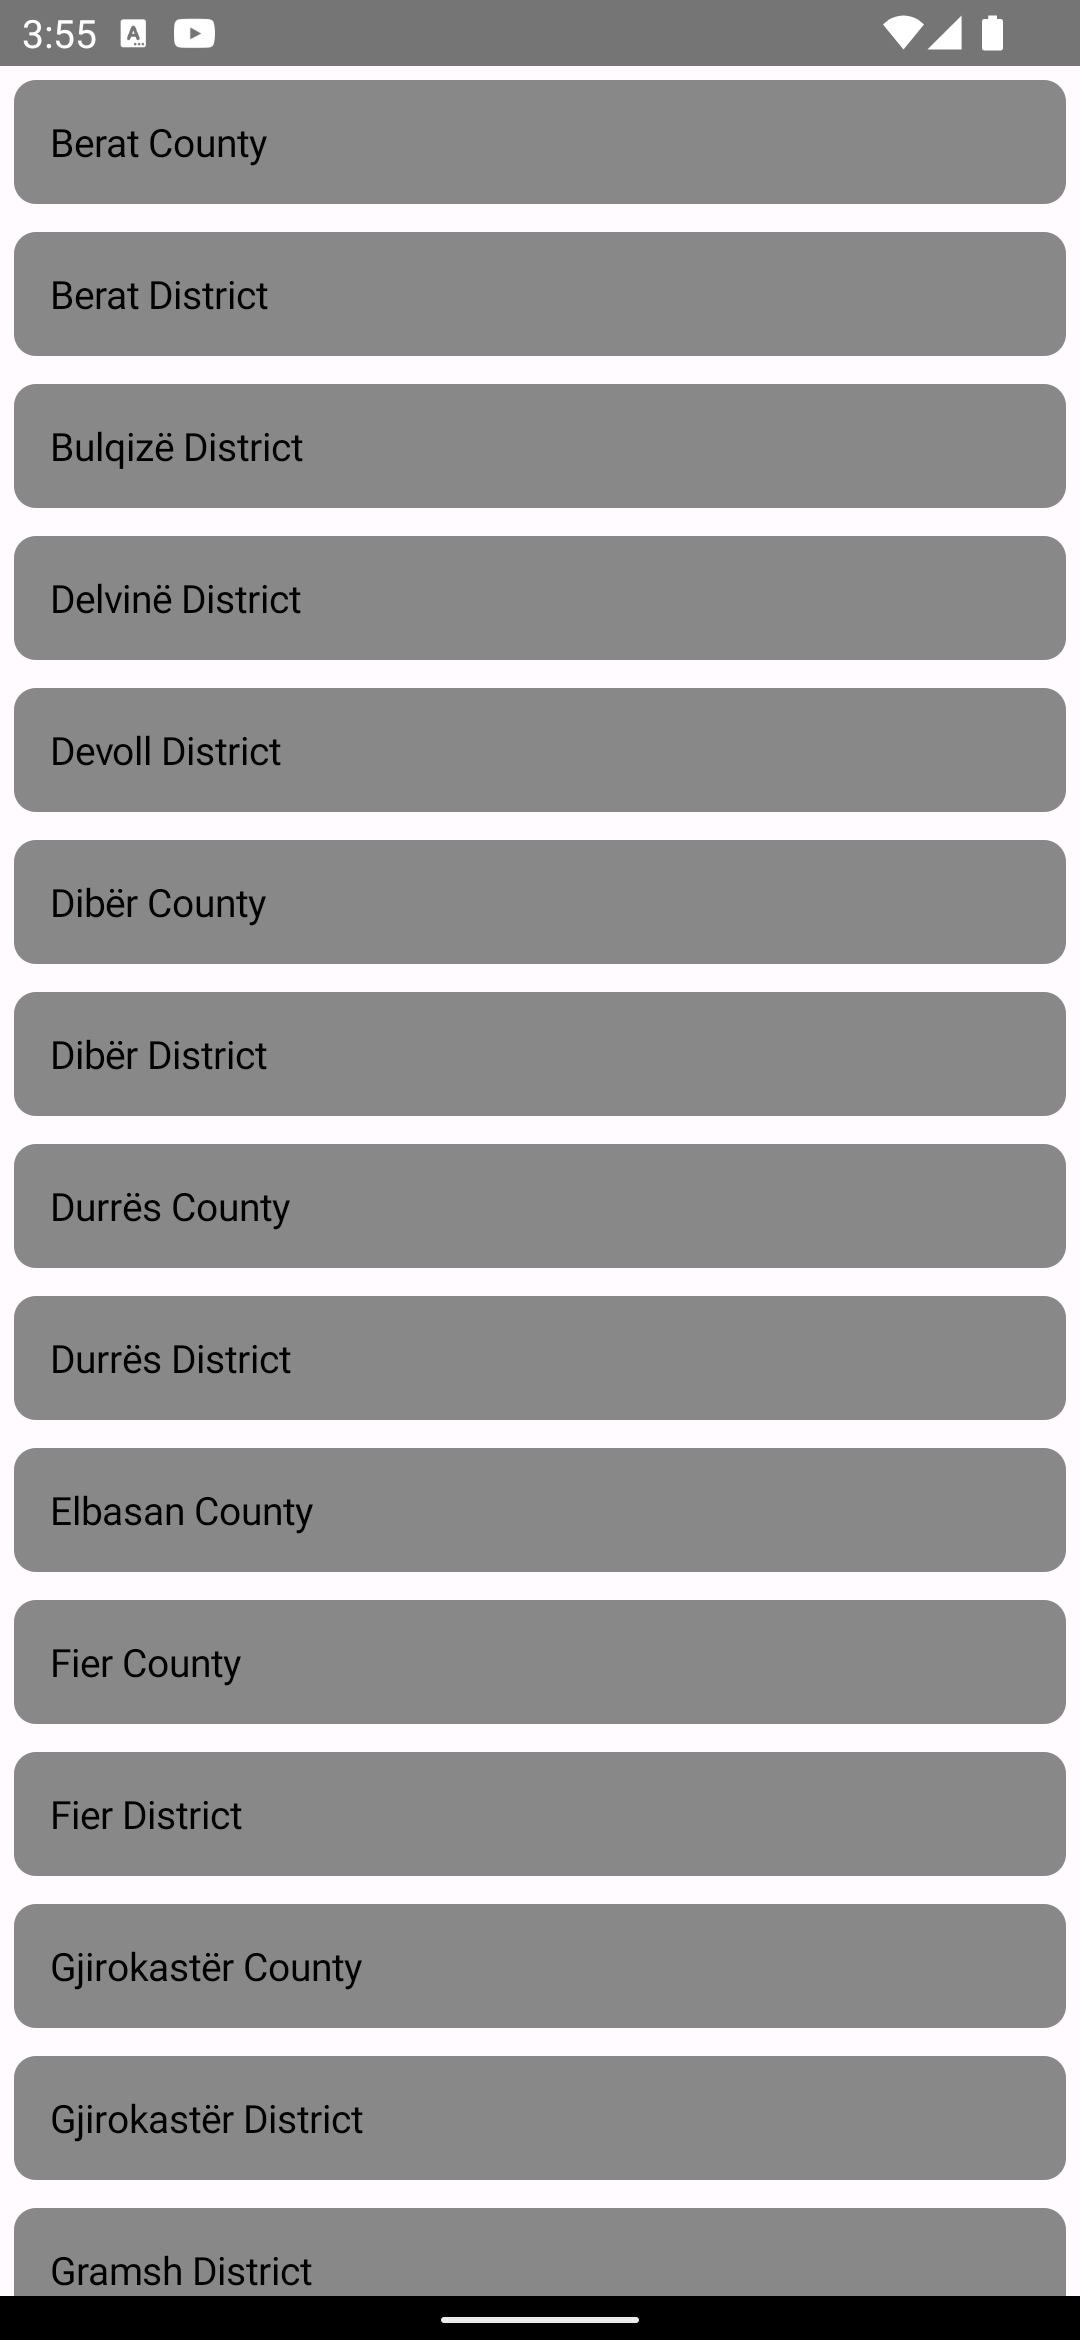 3:55
Berat County
Berat District
Bulqizë District
Delvinë District
Devoll District
Dibër County
Dibër District
Durrës County
Durrës District
Elbasan County
Fier County
Fier District
Gjirokastër County
Gjirokastër District
Gramsh District